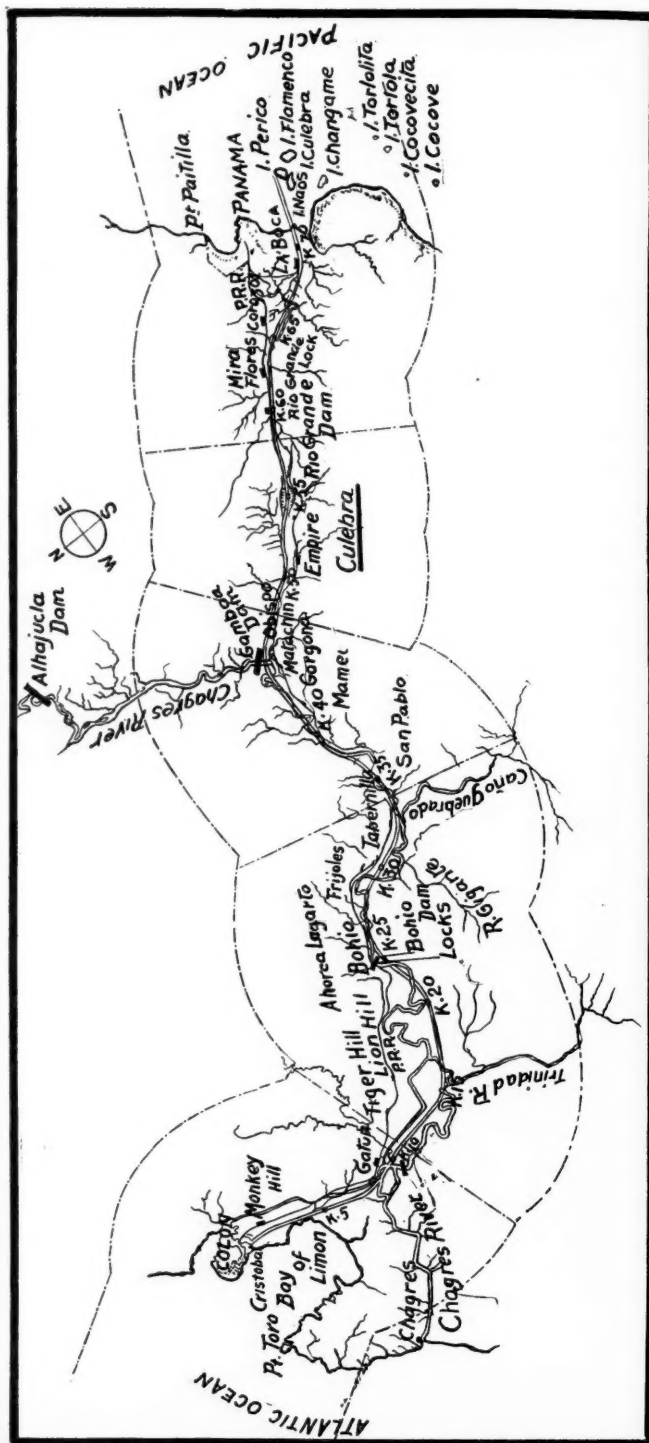 ATLANTIC OCEAN
Pt. Toro
Bay of
Limon
Cristobal
COLON
Monkey
Hill
K.5
Chagres
Chagres River
Gatun
K.10
Tiger Hill
Lion Hill
P.R.R.
K.15
Trinidad R.
K.20
Ahorca Lagarto
Bohio
K.25
Bohio
Dam
Locks
R. Gigante
Frijoles
K.30
Tabernilla
Caño Quebrado
K.35
San Pablo
Mamei
K.40
Gorgona
Matachin
Gamboa
Dam
Obispo
Chagres River
Alhajucla
Dam
N
E
S
W
K.50
Empire
Culebra
K.55
Rio Grande
Dam
K.60
Rio Grande
Lock
Mira
Flores
Corozal
P.R.R.
K.65
LA BOCA
K.70
PANAMA
Pt Paitilla
I. Perico
I. Flamenco
I. Naos
I. Culebra
I. Changame
I. Tortolita
I. Tortola
I. Cocovecita
I. Cocove
PACIFIC
OCEAN